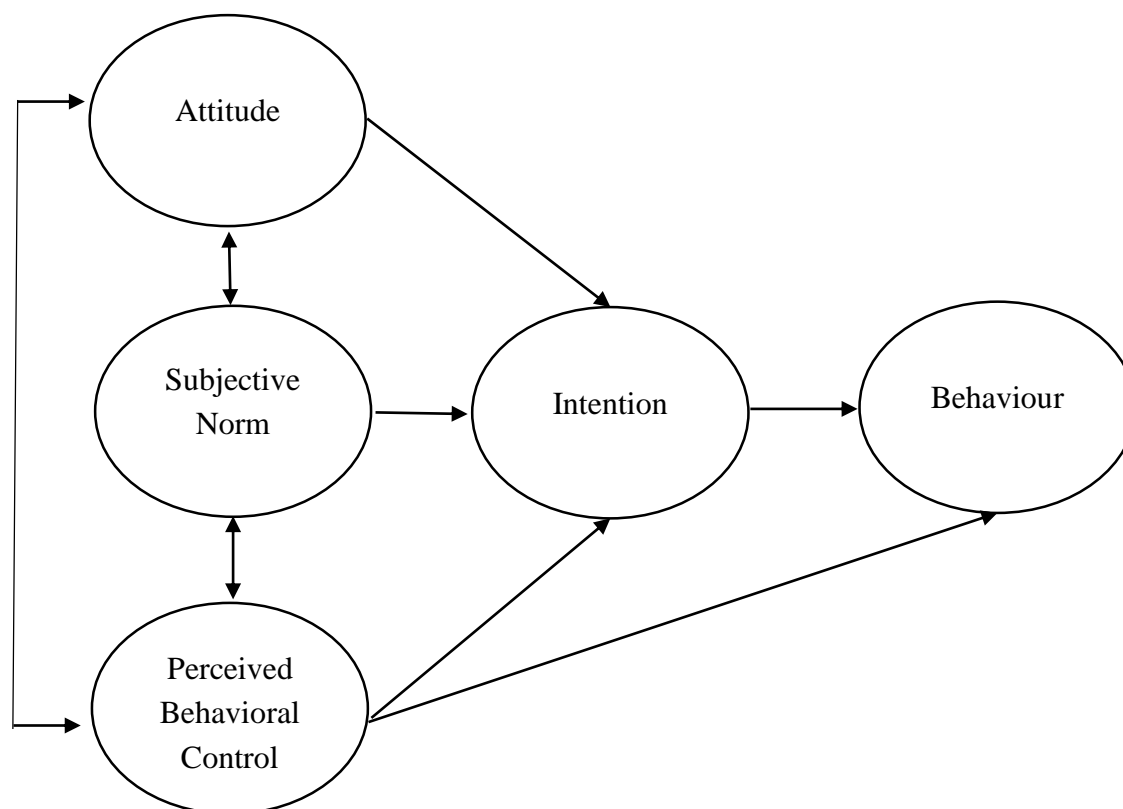 Attitude
Subjective
Norm
Intention
Behaviour
Perceived
Behavioral
Control